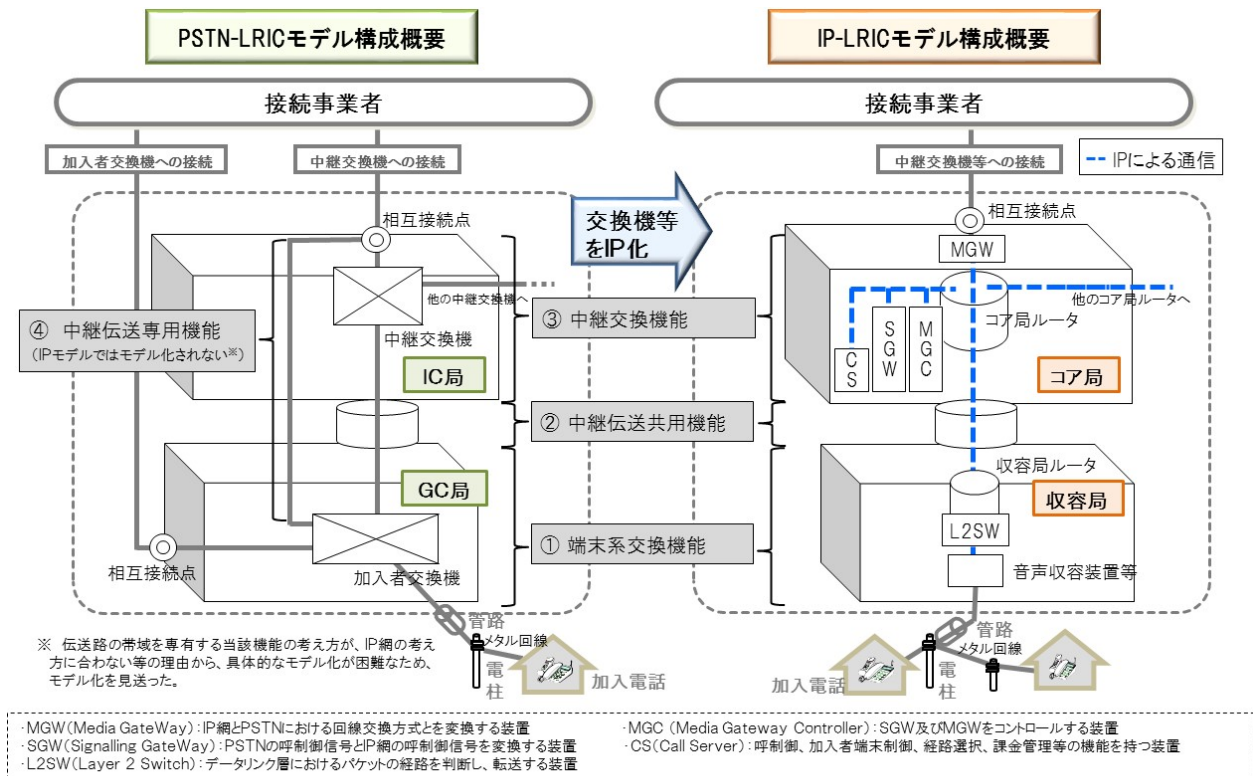 PSTN-LRICモデル構成概要
IP-LRICモデル構成概要
接続事業者
接続事業者
加入者交換機への接続
中継交換機への接続
中継交換機等への接続
IPによる通信
相互接続点
交換機等
をIP化
相互接続点
MGW
他の中継交換機へ
他のコア局ルータへ
④ 中継伝送専用機能
(IPモデルではモデル化されない※)
中継交換機
③ 中継交換機能
コア局ルータ
CS
SGW
MGC
IC局
コア局
② 中継伝送共用機能
GC局
収容局ルータ
収容局
L2SW
① 端末系交換機能
相互接続点
加入者交換機
音声収容装置等
管路
メタル回線
電柱
加入電話
管路
メタル回線
加入電話
電柱
※ 伝送路の帯域を専有する当該機能の考え方が、IP網の考え
方に合わない等の理由から、具体的なモデル化が困難なため、
モデル化を見送った。
・MGW(Media GateWay):IP網とPSTNにおける回線交換方式とを変換する装置
・SGW(Signalling GateWay):PSTNの呼制御信号とIP網の呼制御信号を変換する装置
・L2SW(Layer 2 Switch):データリンク層におけるパケットの経路を判断し、転送する装置
・MGC (Media Gateway Controller):SGW及びMGWをコントロールする装置
・CS(Call Server):呼制御、加入者端末制御、経路選択、課金管理等の機能を持つ装置